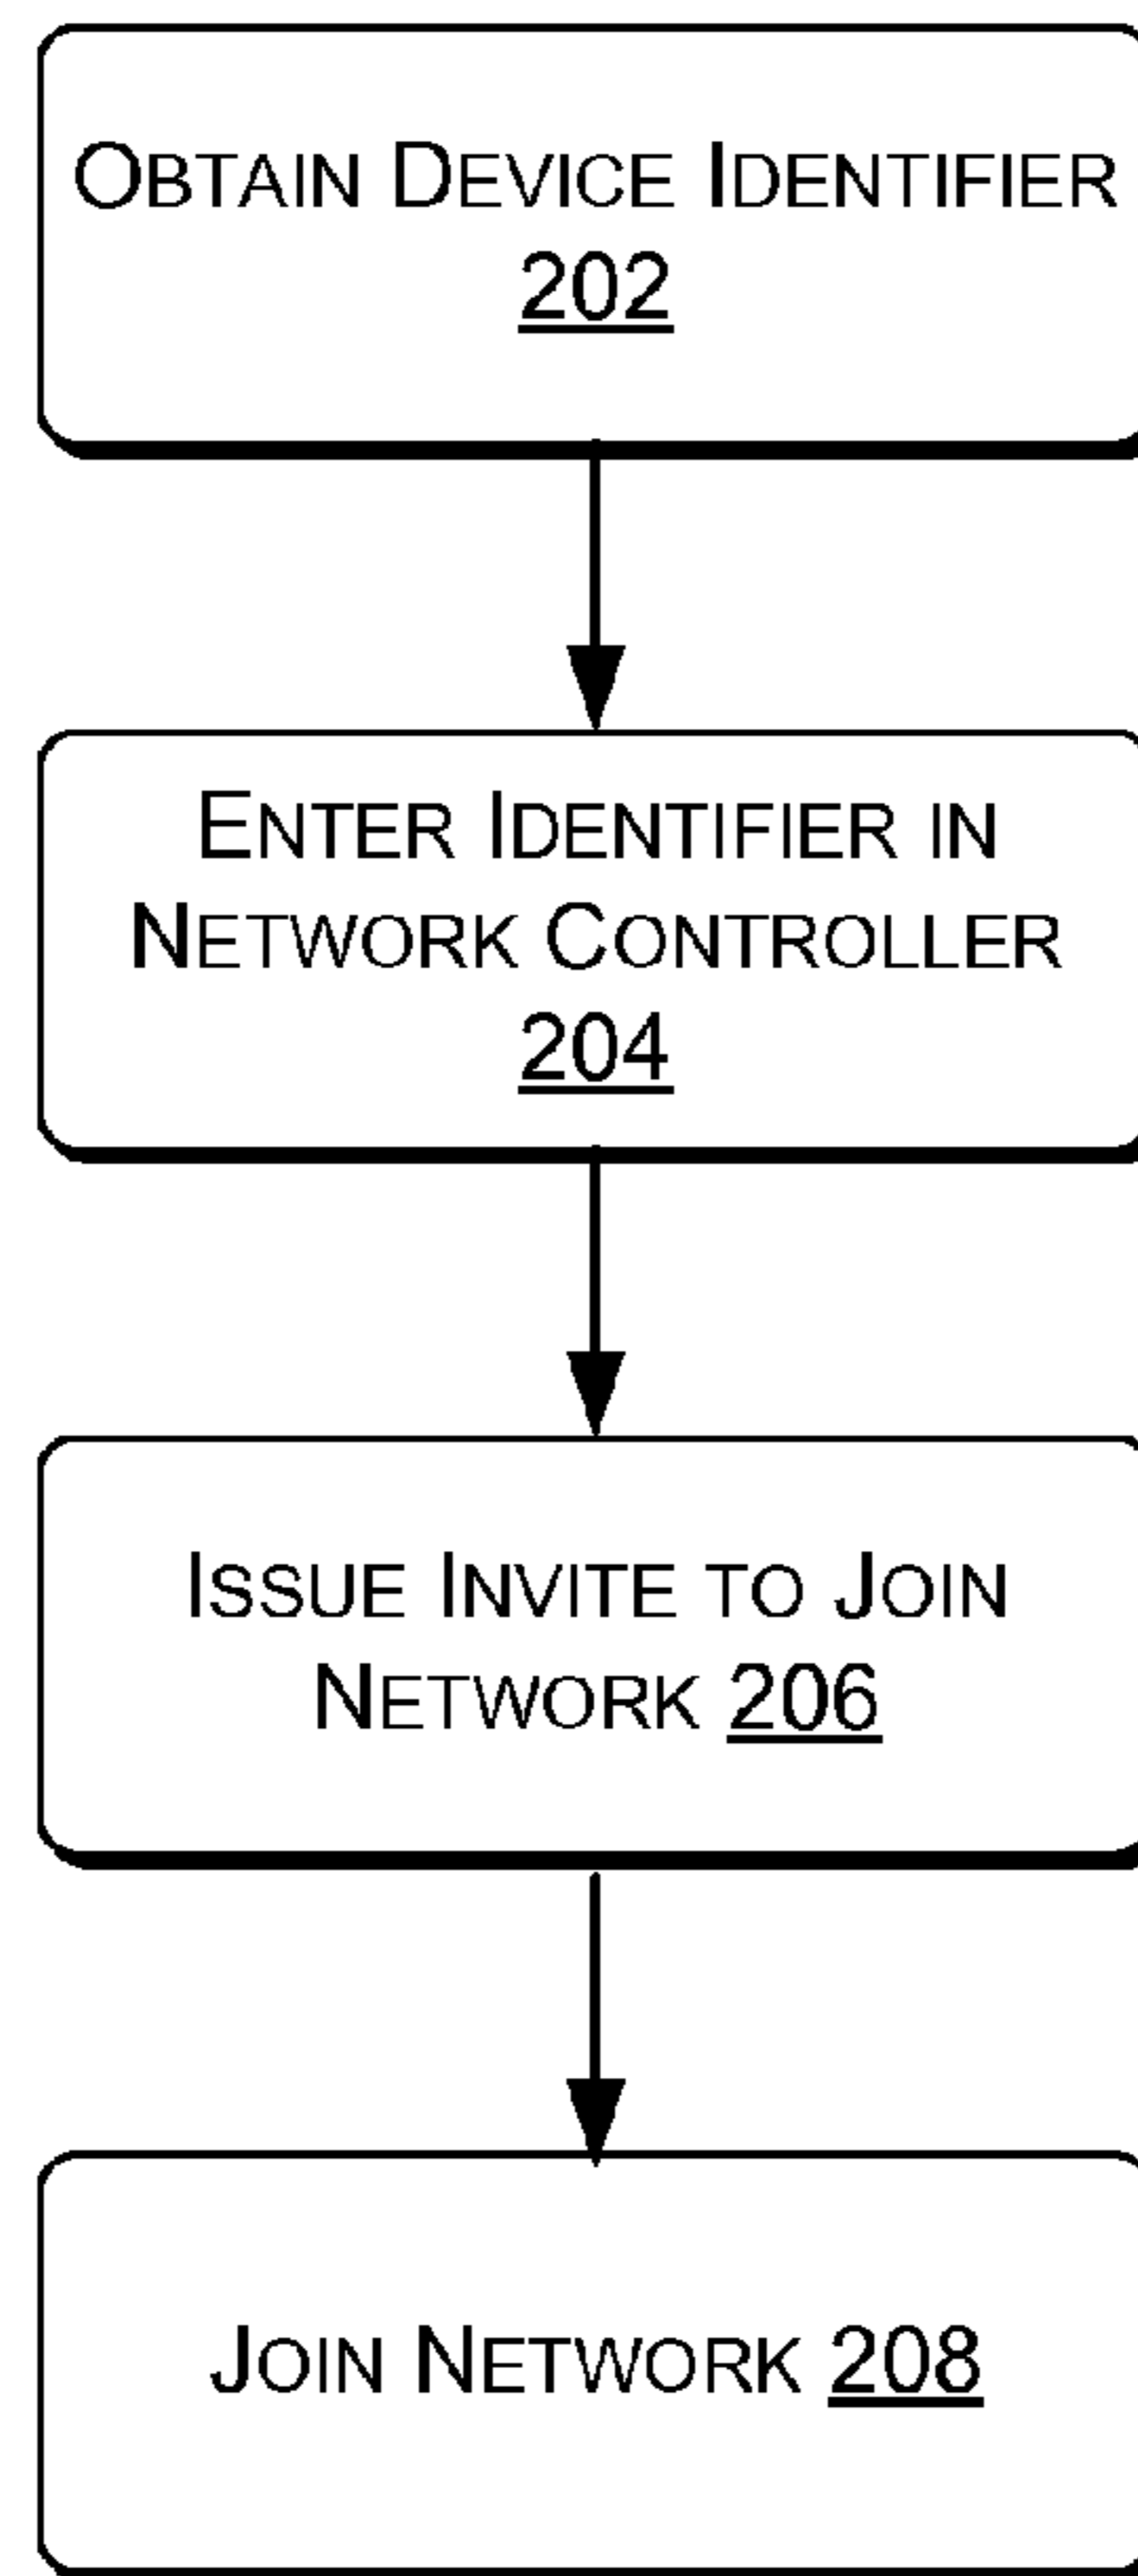 OBTAIN DEVICE IDENTIFIER
202
ENTER IDENTIFIER IN
NETWORK CONTROLLER
204
ISSUE INVITE TO JOIN
NETWORK 206
JOIN NETWORK 208